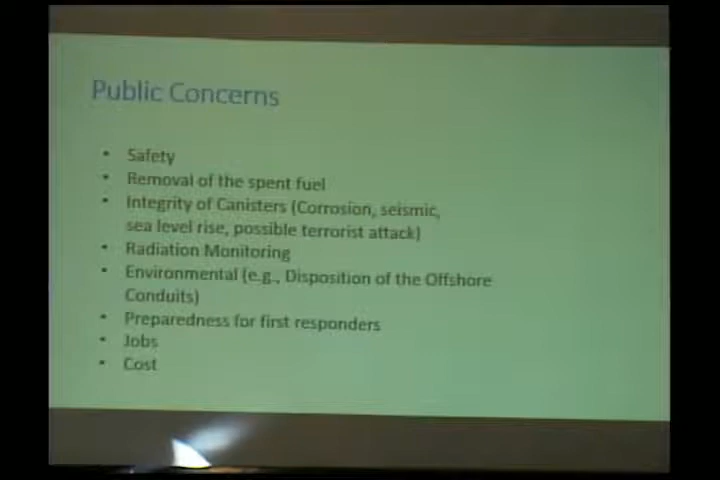 Public Concerns
• Safety
• Removal of the spent fuel
• Integrity of Canisters (Corrosion, seismic,
sea level rise, possible terrorist attack)
• Radiation Monitoring
• Environmental (e.g., Disposition of the Offshore
Conduits)
• Preparedness for first responders
• Jobs
• Cost